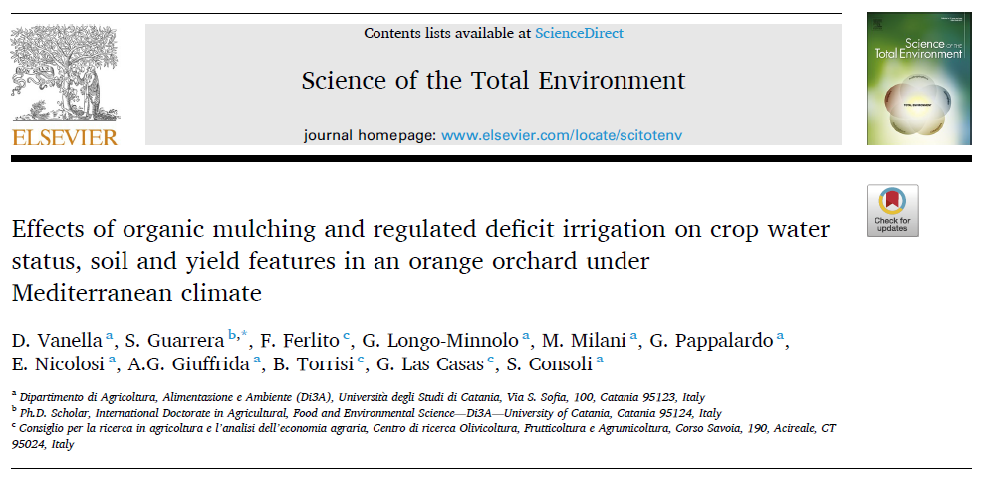 Contents lists available at ScienceDirect
Science of the Total Environment
journal homepage: www.elsevier.com/locate/scitotenv
ELSEVIER
Science OF THE
Total Environment
TOTAL ENVIRONMENT
Check for
updates
Effects of organic mulching and regulated deficit irrigation on crop water
status, soil and yield features in an orange orchard under
Mediterranean climate
D. Vanella a, S. Guarrera b,*, F. Ferlito c, G. Longo-Minnolo a, M. Milani a, G. Pappalardo a,
E. Nicolosi a, A.G. Giuffrida a, B. Torrisi c, G. Las Casas c, S. Consoli a
a Dipartimento di Agricoltura, Alimentazione e Ambiente (Di3A), Università degli Studi di Catania, Via S. Sofia, 100, Catania 95123, Italy
b Ph.D. Scholar, International Doctorate in Agricultural, Food and Environmental Science—Di3A—University of Catania, Catania 95124, Italy
c Consiglio per la ricerca in agricoltura e l'analisi dell'economia agraria, Centro di ricerca Olivicoltura, Frutticoltura e Agrumicoltura, Corso Savoia, 190, Acireale, CT
95024, Italy